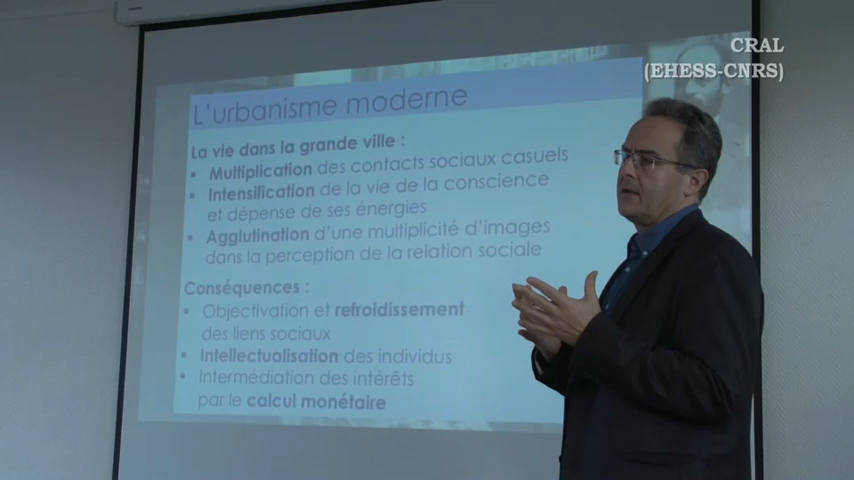 CRAL
(EHESS-CNRS)
L'urbanisme moderne
La vie dans la grande ville :
▪ Multiplication des contacts sociaux casuels
▪ Intensification de la vie de la conscience
et dépense de ses énergies
▪ Agglutination d'une multiplicité d'images
dans la perception de la relation sociale
Conséquences :
▪ Objectivation et refroidissement
des liens sociaux
▪ Intellectualisation des individus
▪ Intermédiation des intérêts
par le calcul monétaire